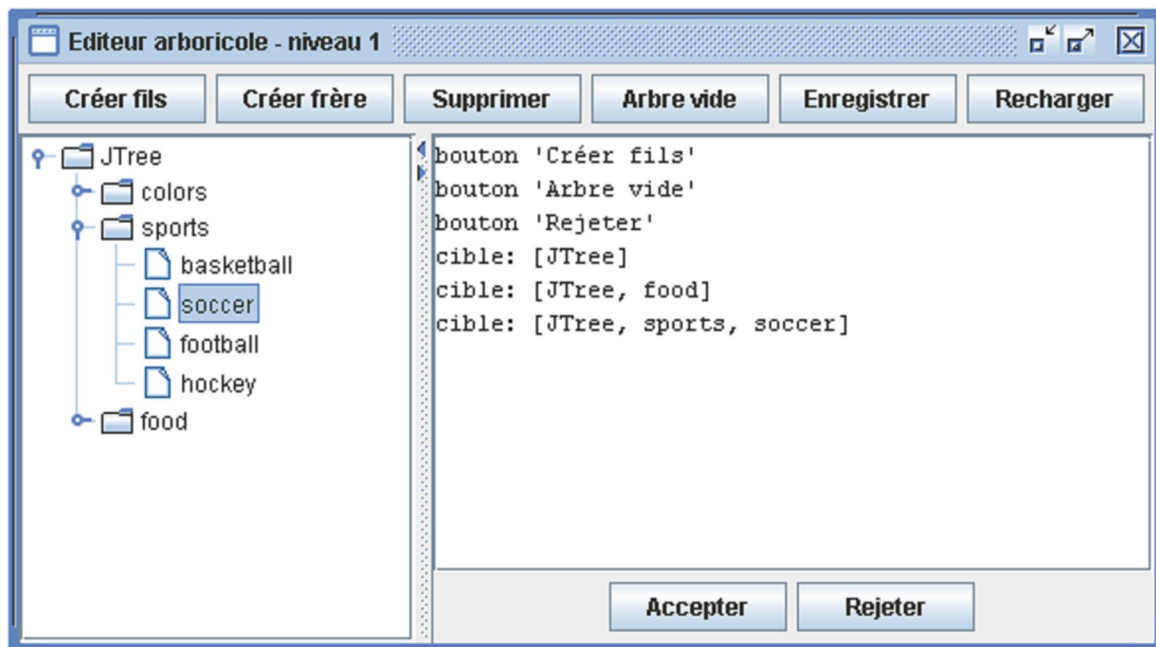 Editeur arboricole - niveau 1
Créer fils Créer frère Supprimer Arbre vide Enregistrer Recharger
JTree
colors
sports
basketball
soccer
football
hockey
food
bouton 'Créer fils'
bouton 'Arbre vide'
bouton 'Rejeter'
cible: [JTree]
cible: [JTree, food]
cible: [JTree, sports, soccer]
Accepter Rejeter